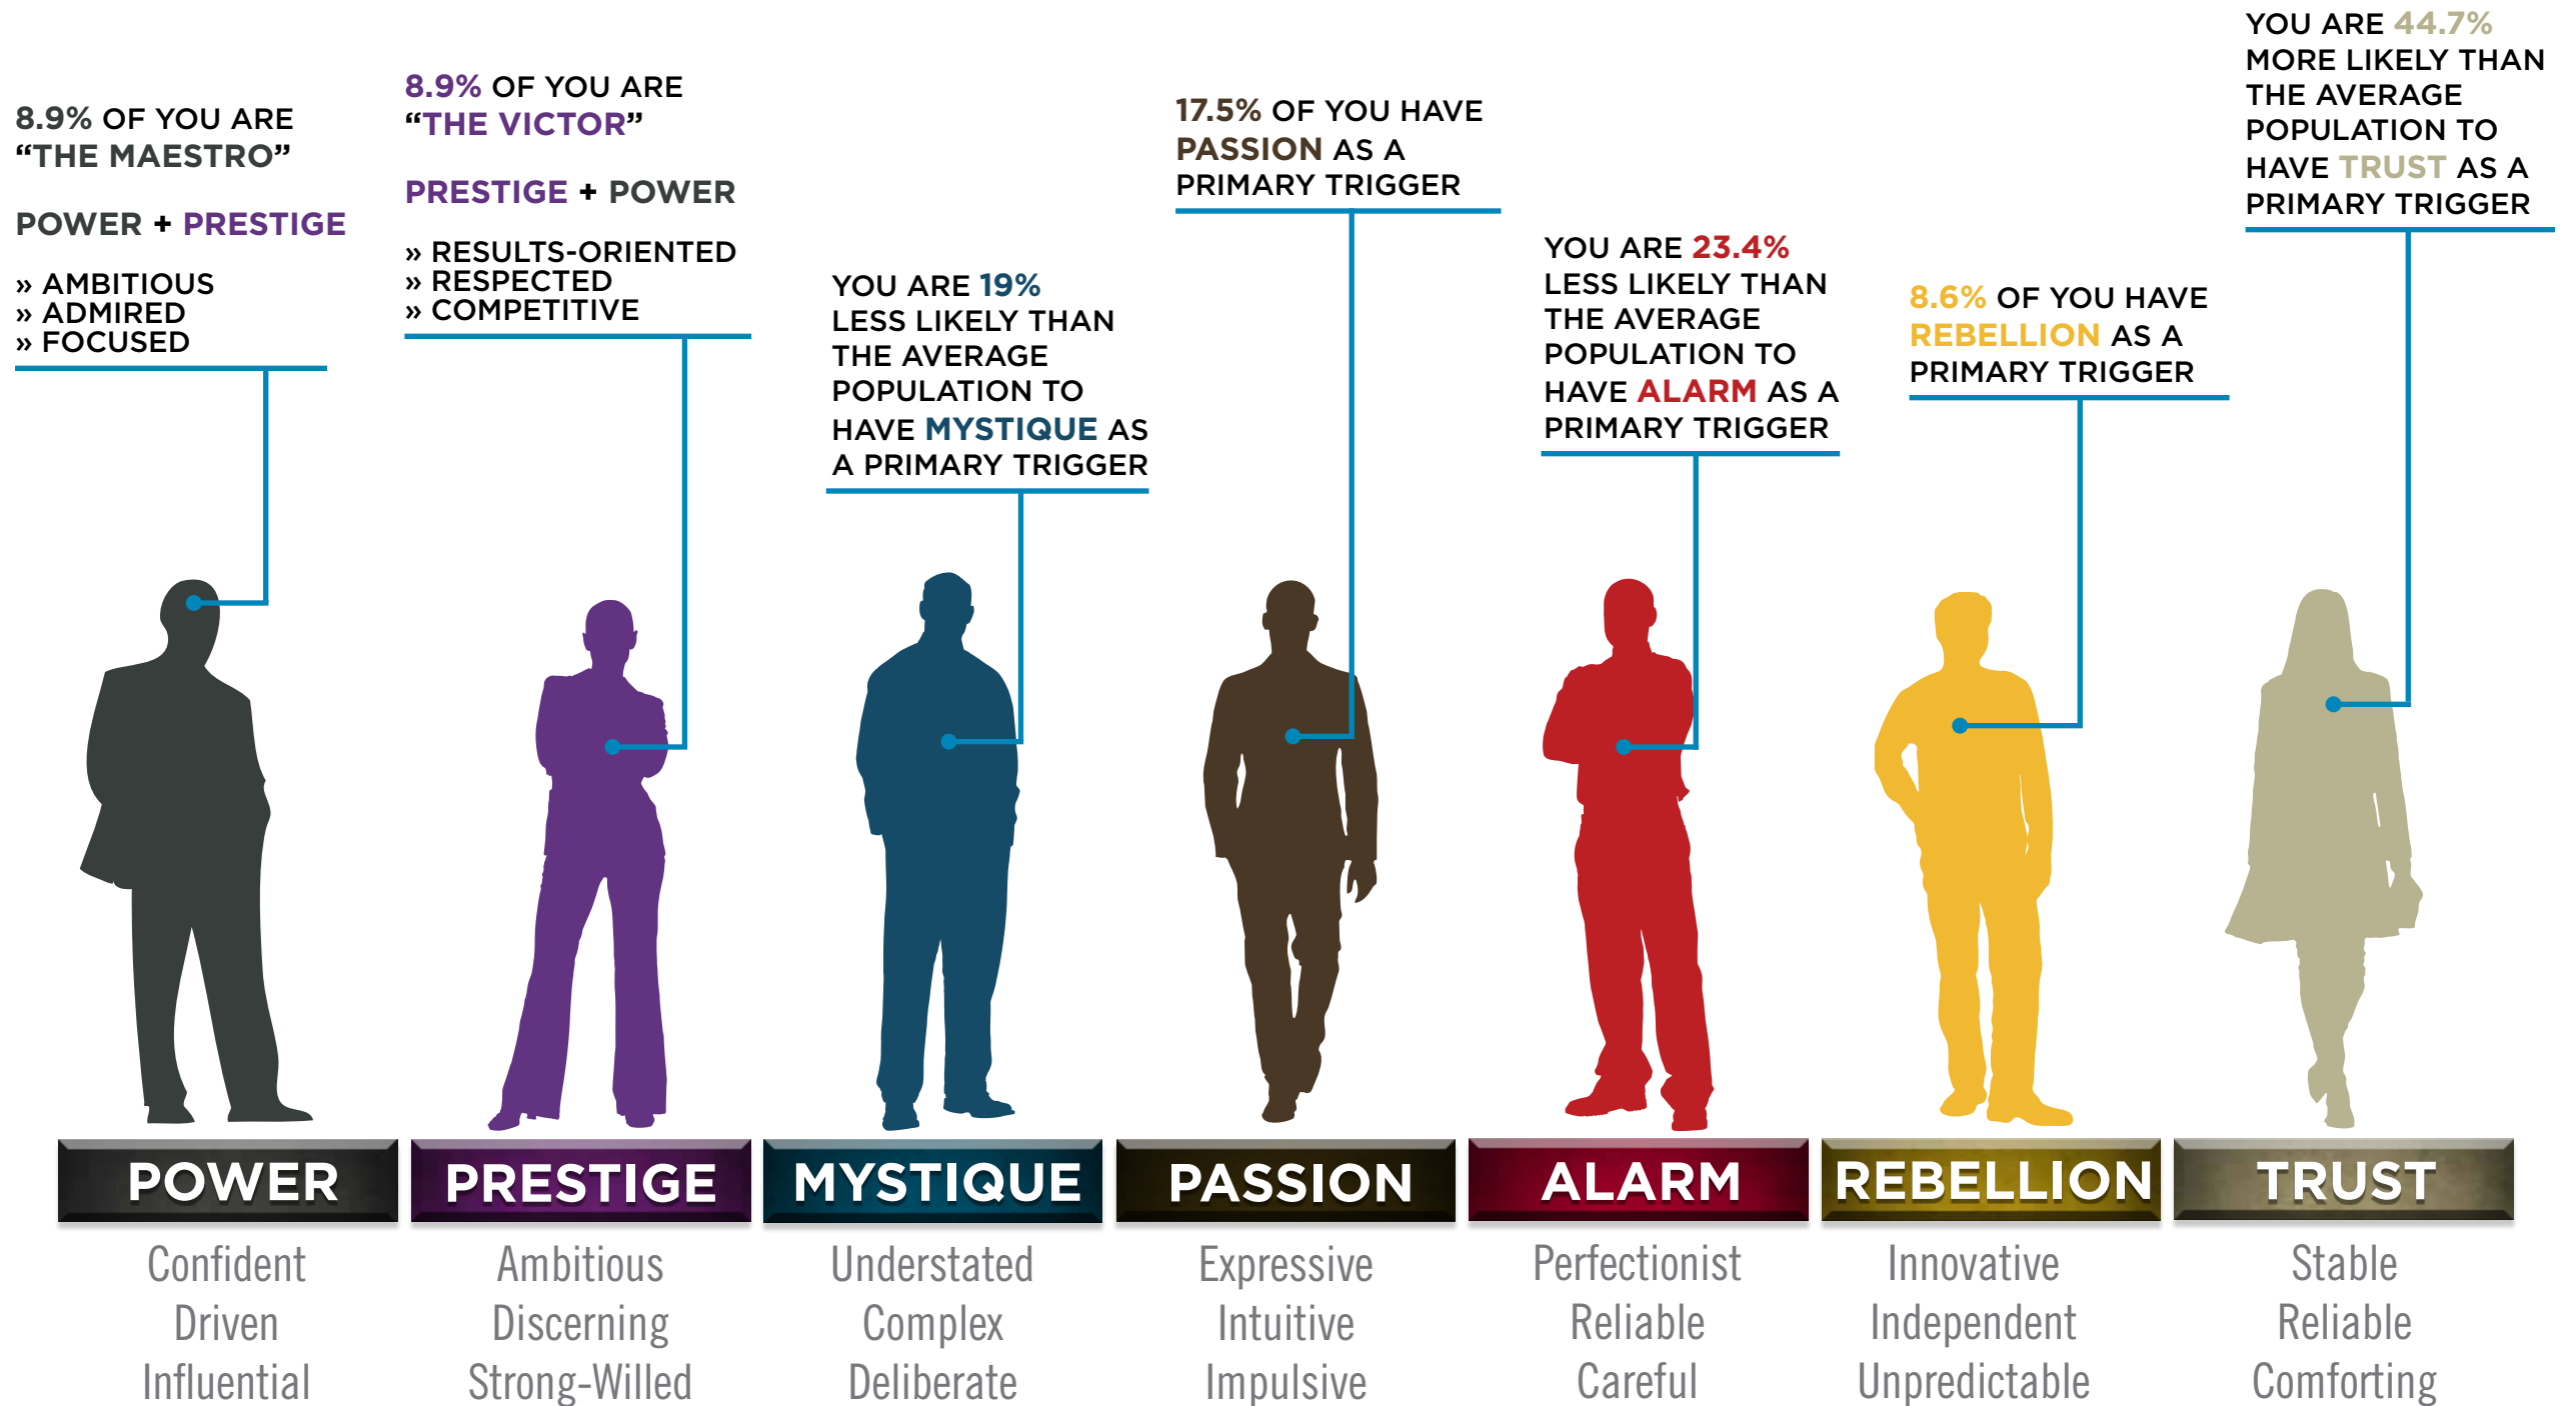 8.9% OF YOU ARE
“THE MAESTRO”
POWER + PRESTIGE
» AMBITIOUS
» ADMIRED
» FOCUSED
8.9% OF YOU ARE
“THE VICTOR”
PRESTIGE + POWER
» RESULTS-ORIENTED
» RESPECTED
» COMPETITIVE
YOU ARE 19%
LESS LIKELY THAN
THE AVERAGE
POPULATION TO
HAVE MYSTIQUE AS
A PRIMARY TRIGGER
17.5% OF YOU HAVE
PASSION AS A
PRIMARY TRIGGER
YOU ARE 23.4%
LESS LIKELY THAN
THE AVERAGE
POPULATION TO
HAVE ALARM AS A
PRIMARY TRIGGER
8.6% OF YOU HAVE
REBELLION AS A
PRIMARY TRIGGER
YOU ARE 44.7%
MORE LIKELY THAN
THE AVERAGE
POPULATION TO
HAVE TRUST AS A
PRIMARY TRIGGER
POWER
Confident
Driven
Influential
PRESTIGE
Ambitious
Discerning
Strong-Willed
MYSTIQUE
Understated
Complex
Deliberate
PASSION
Expressive
Intuitive
Impulsive
ALARM
Perfectionist
Reliable
Careful
REBELLION
Innovative
Independent
Unpredictable
TRUST
Stable
Reliable
Comforting